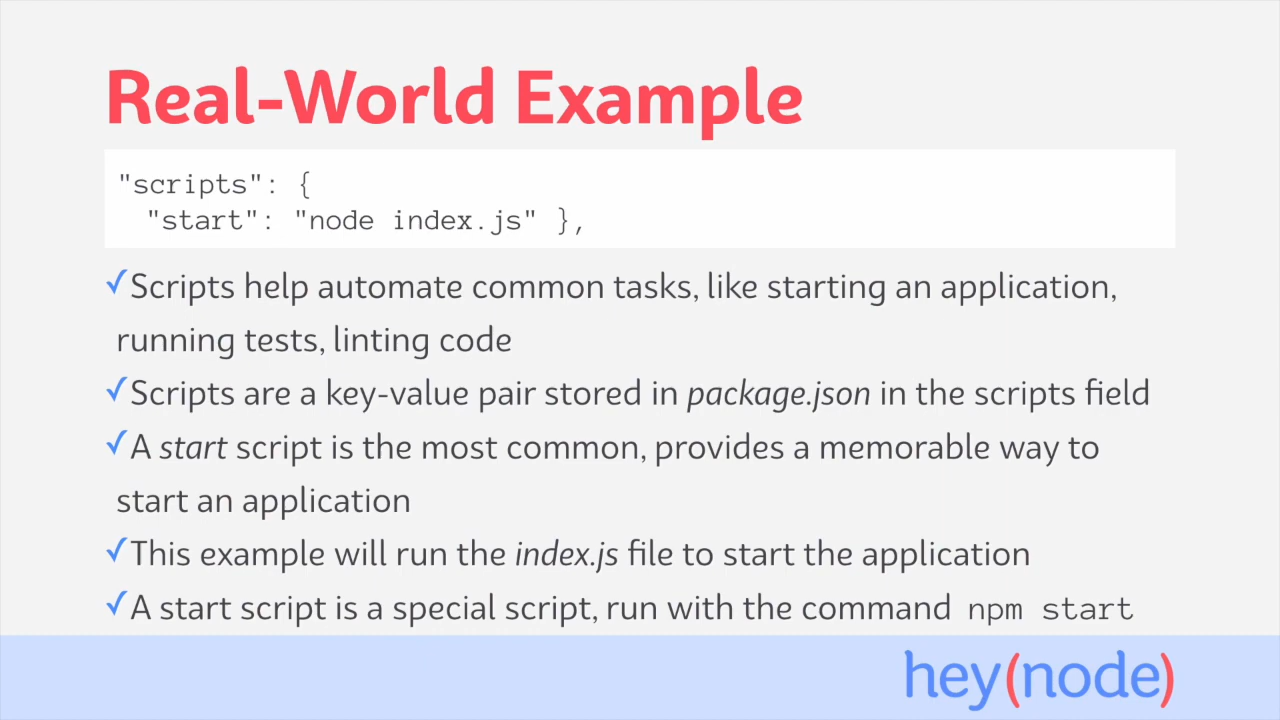 Real-World Example
"scripts": {
"start": "node index.js" },
✓Scripts help automate common tasks, like starting an application,
running tests, linting code
✓Scripts are a key-value pair stored in package.json in the scripts field
✓A start script is the most common, provides a memorable way to
start an application
✓This example will run the index.js file to start the application
✓A start script is a special script, run with the command npm start
hey(node)